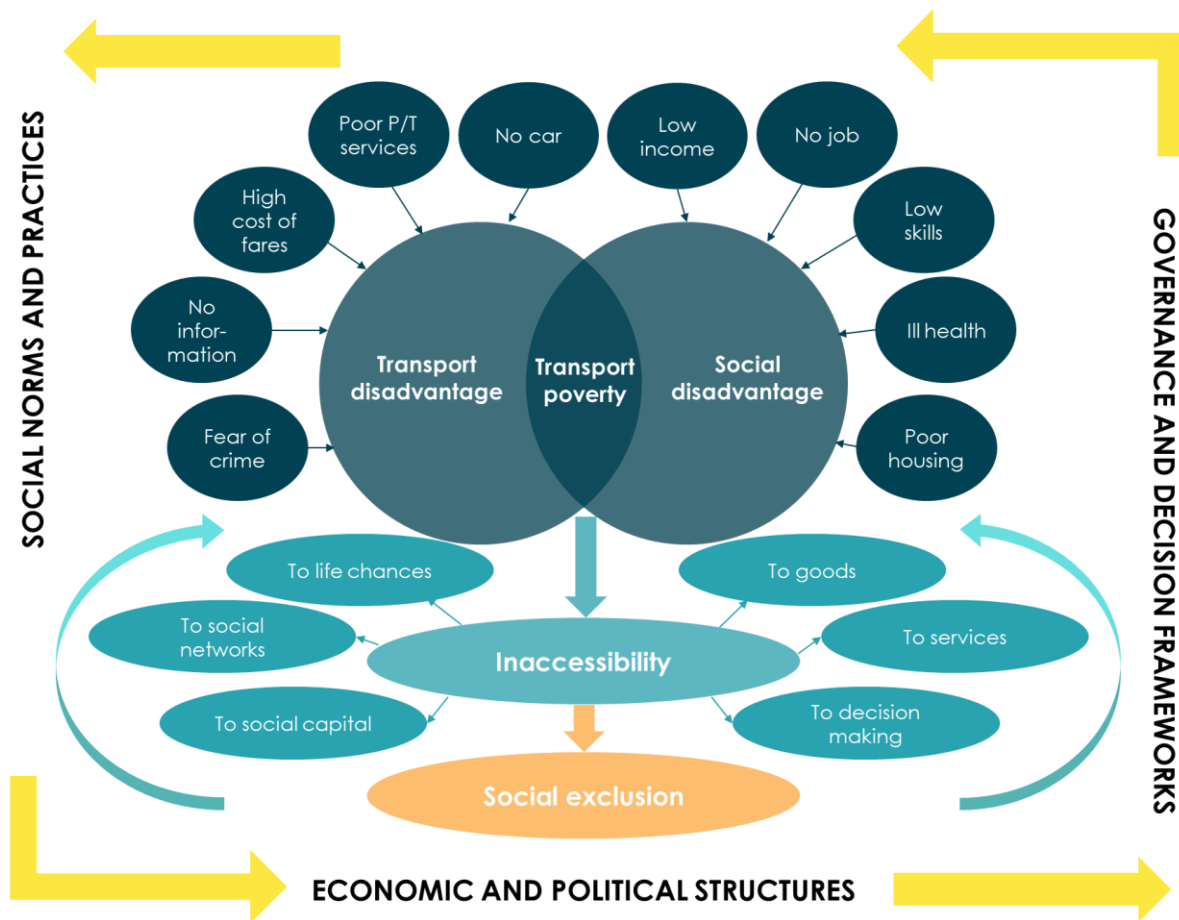 SOCIAL NORMS AND PRACTICES
Poor P/T
services
No car
Low
income
No job
High
cost of
fares
Low
skills
No
infor-
mation
Ill health
Fear of
crime
Poor
housing
Transport
disadvantage
Transport
poverty
Social
disadvantage
GOVERNANCE AND DECISION FRAMEWORKS
To life chances
To goods
To social
networks
Inaccessibility
To services
To social capital
To decision
making
Social exclusion
ECONOMIC AND POLITICAL STRUCTURES